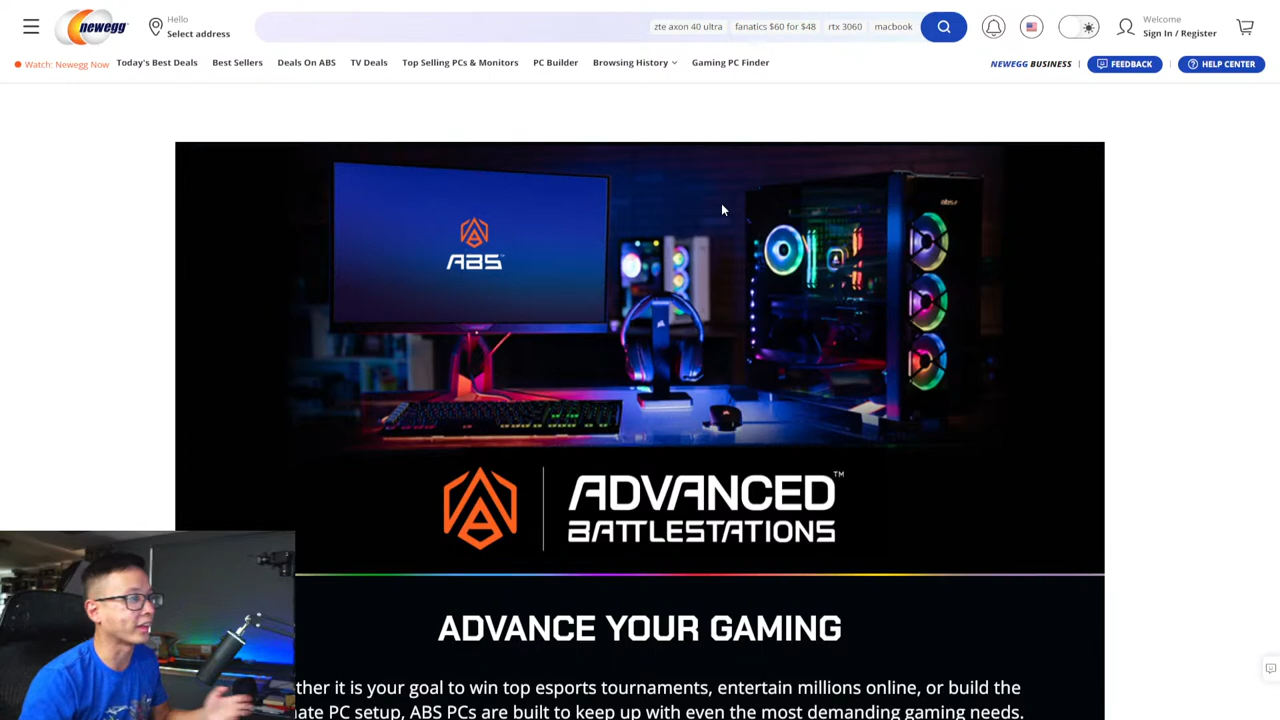 newegg
Hello
Select address
zte axon 40 ultra
fanatics $60 for $48
rtx 3060
macbook
Welcome
Sign In / Register
Watch: Newegg Now
Today's Best Deals
Best Sellers
Deals On ABS
TV Deals
Top Selling PCs & Monitors
PC Builder
Browsing History
Gaming PC Finder
NEWEGG BUSINESS
FEEDBACK
HELP CENTER
ABS
abs
ADVANCED™
BATTLESTATIONS
ADVANCE YOUR GAMING
ther it is your goal to win top esports tournaments, entertain millions online, or build the
ate PC setup, ABS PCs are built to keep up with even the most demanding gaming needs.